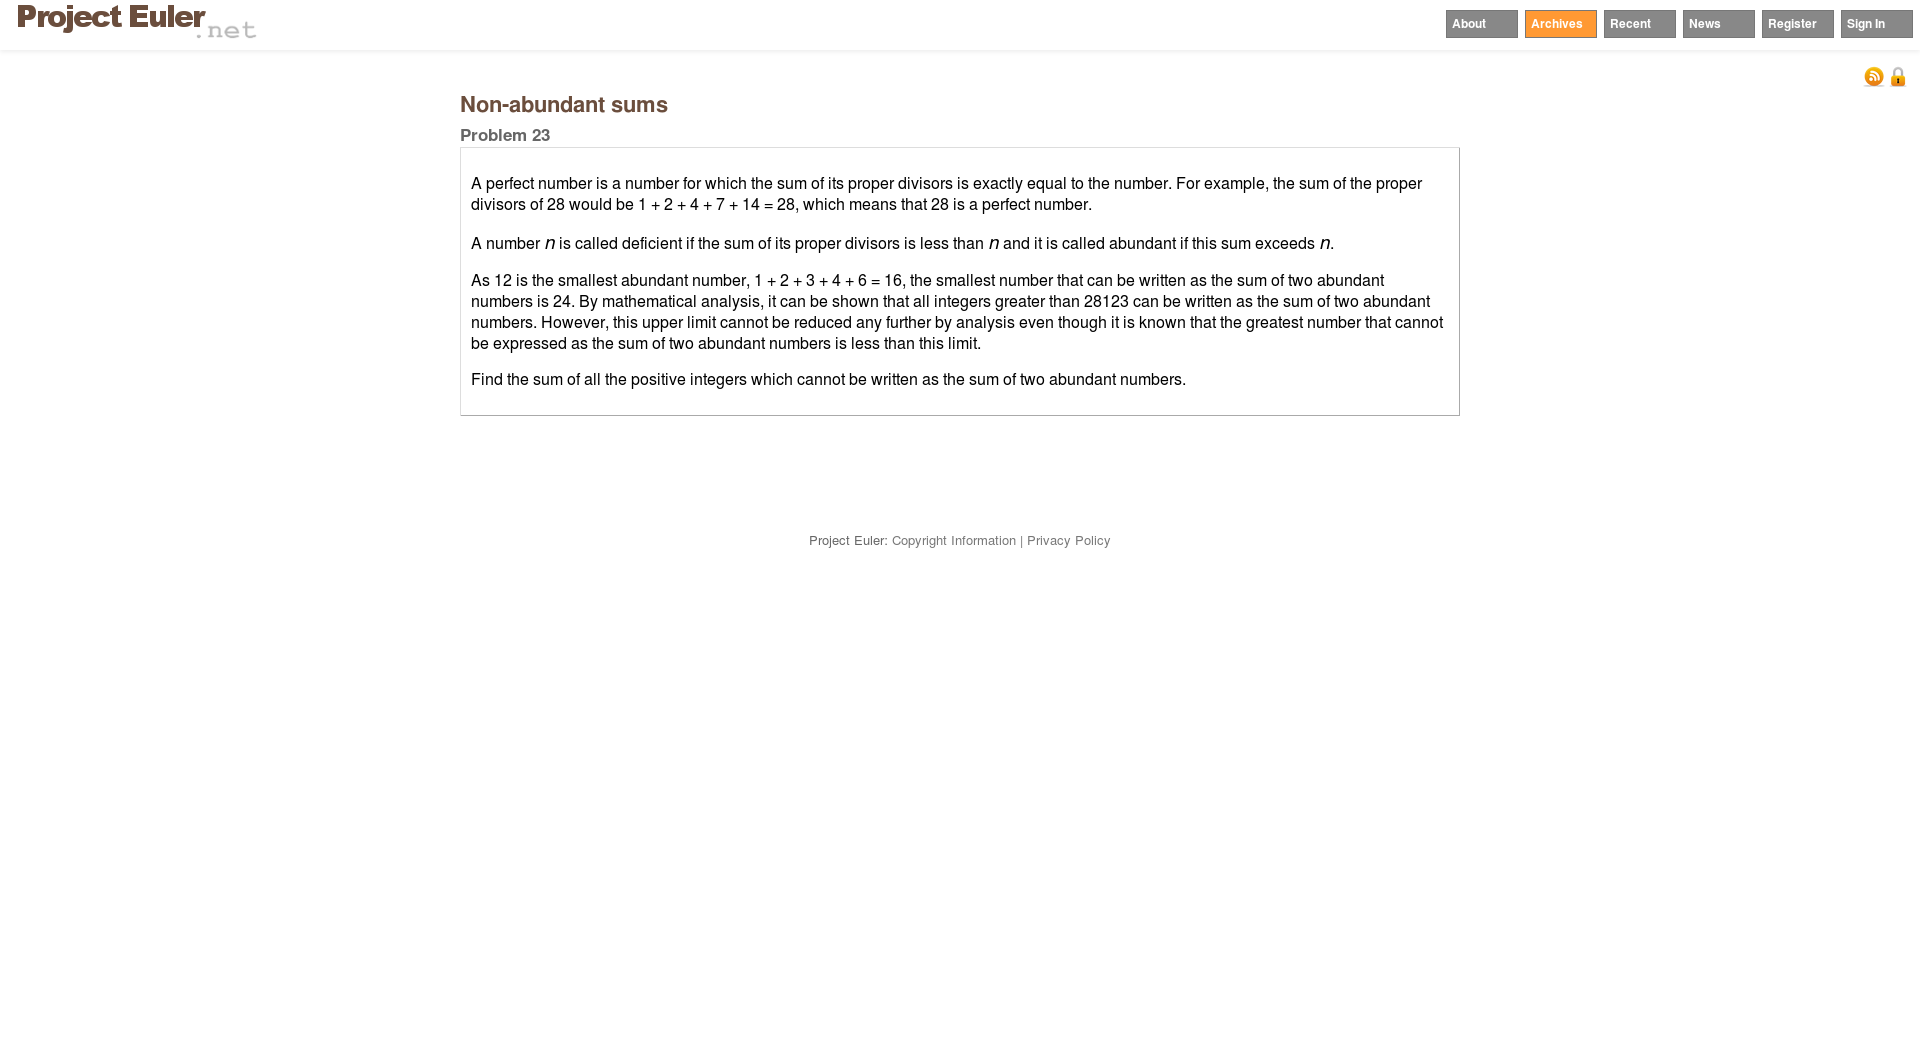 Project Euler.net
About Archives Recent News Register Sign In
Non-abundant sums
Problem 23
A perfect number is a number for which the sum of its proper divisors is exactly equal to the number. For example, the sum of the proper
divisors of 28 would be 1 + 2 + 4 + 7 + 14 = 28, which means that 28 is a perfect number.
A number n is called deficient if the sum of its proper divisors is less than n and it is called abundant if this sum exceeds n.
As 12 is the smallest abundant number, 1 + 2 + 3 + 4 + 6 = 16, the smallest number that can be written as the sum of two abundant
numbers is 24. By mathematical analysis, it can be shown that all integers greater than 28123 can be written as the sum of two abundant
numbers. However, this upper limit cannot be reduced any further by analysis even though it is known that the greatest number that cannot
be expressed as the sum of two abundant numbers is less than this limit.
Find the sum of all the positive integers which cannot be written as the sum of two abundant numbers.
Project Euler: Copyright Information | Privacy Policy